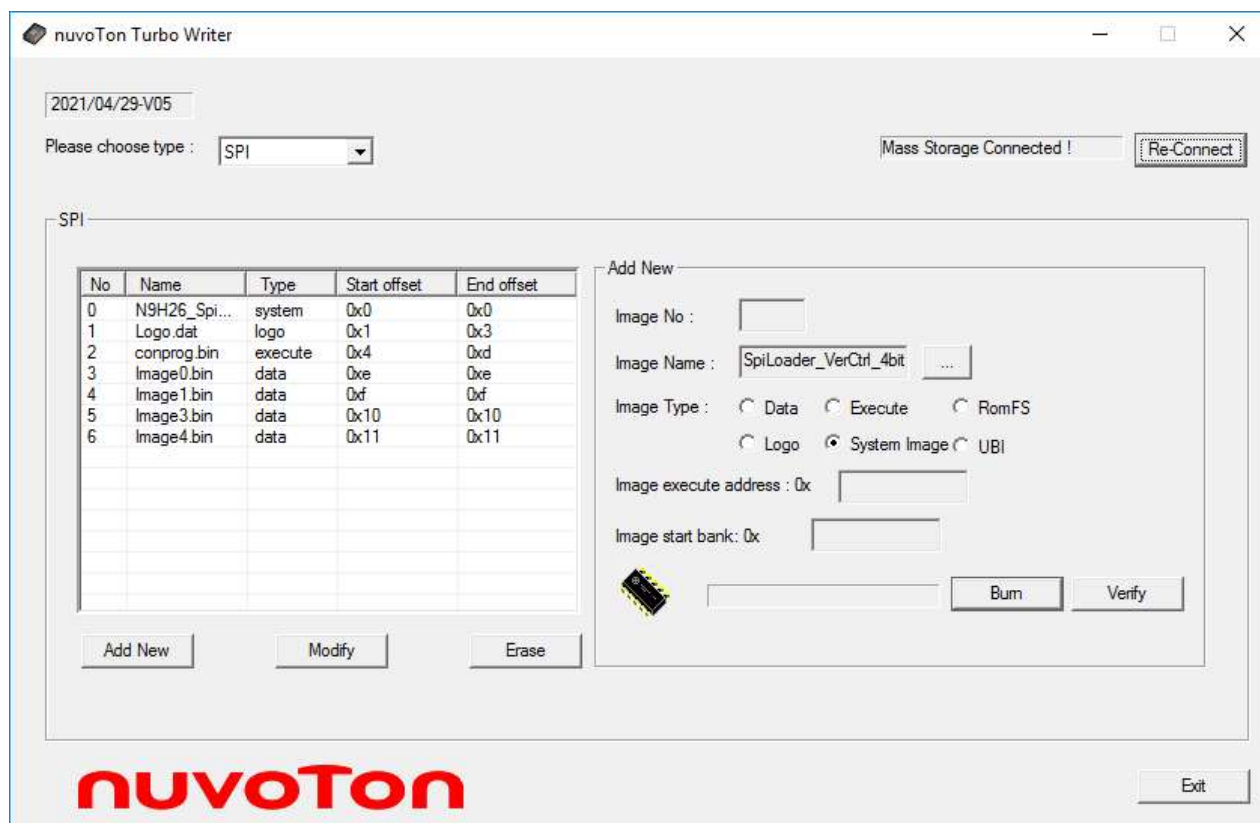 nuvoTon Turbo Writer
2021/04/29-V05
Please choose type :
SPI
Mass Storage Connected !
Re-Connect
SPI
No Name Type Start offset End offset
0 N9H26_Spi... system 0x0 0x0
1 Logo.dat logo 0x1 0x3
2 conprog.bin execute 0x4 0xd
3 Image0.bin data 0xe 0xe
4 Image1.bin data 0xf 0xf
5 Image3.bin data 0x10 0x10
6 Image4.bin data 0x11 0x11
Add New
Modify
Erase
Add New
Image No :
Image Name : SpiLoader_VerCtrl_4bit ...
Image Type : Data Execute RomFS
Logo System Image UBI
Image execute address : 0x
Image start bank: 0x
Burn
Verify
nuvoTon
Exit